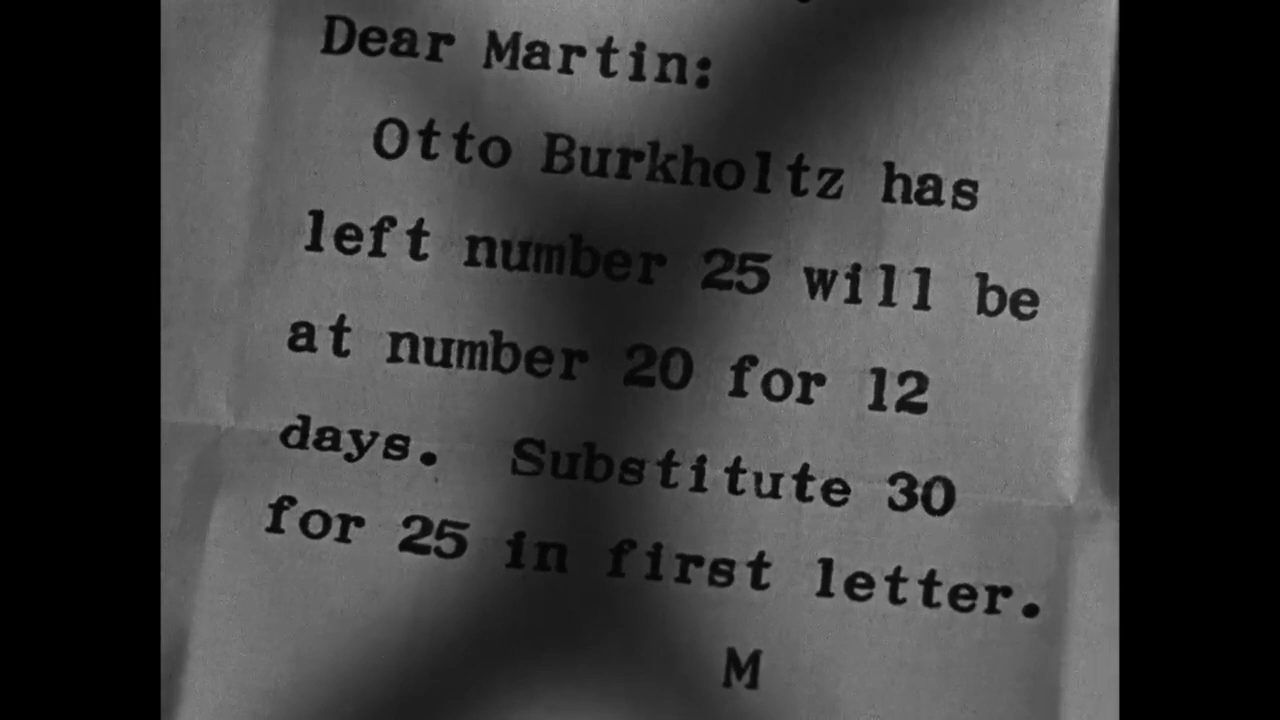 Dear Martin:
Otto Burkholtz has
left number 25 will be
at number 20 for 12
days. Substitute 30
for 25 in first letter.
M